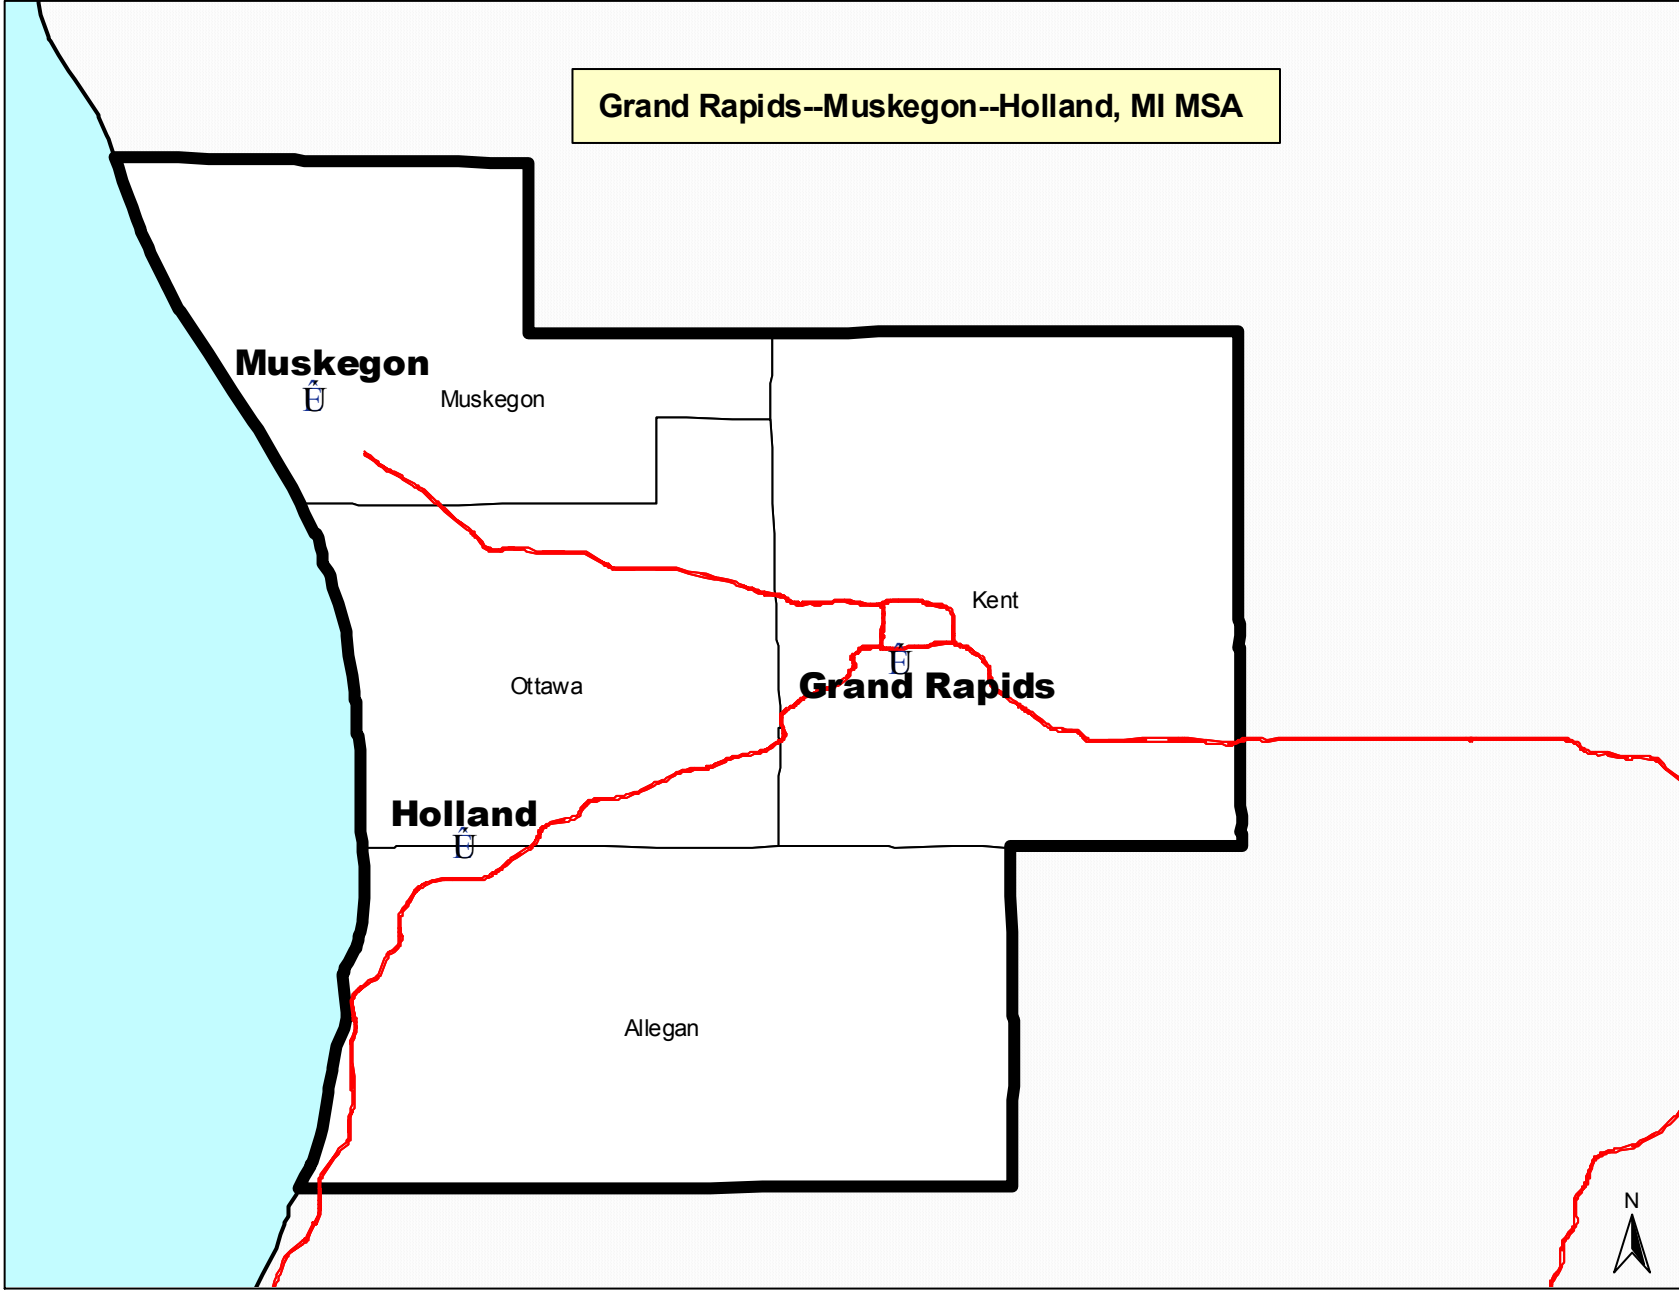 Grand Rapids--Muskegon--Holland, MI MSA
Muskegon
Muskegon
Kent
Grand Rapids
Ottawa
Holland
Allegan
N